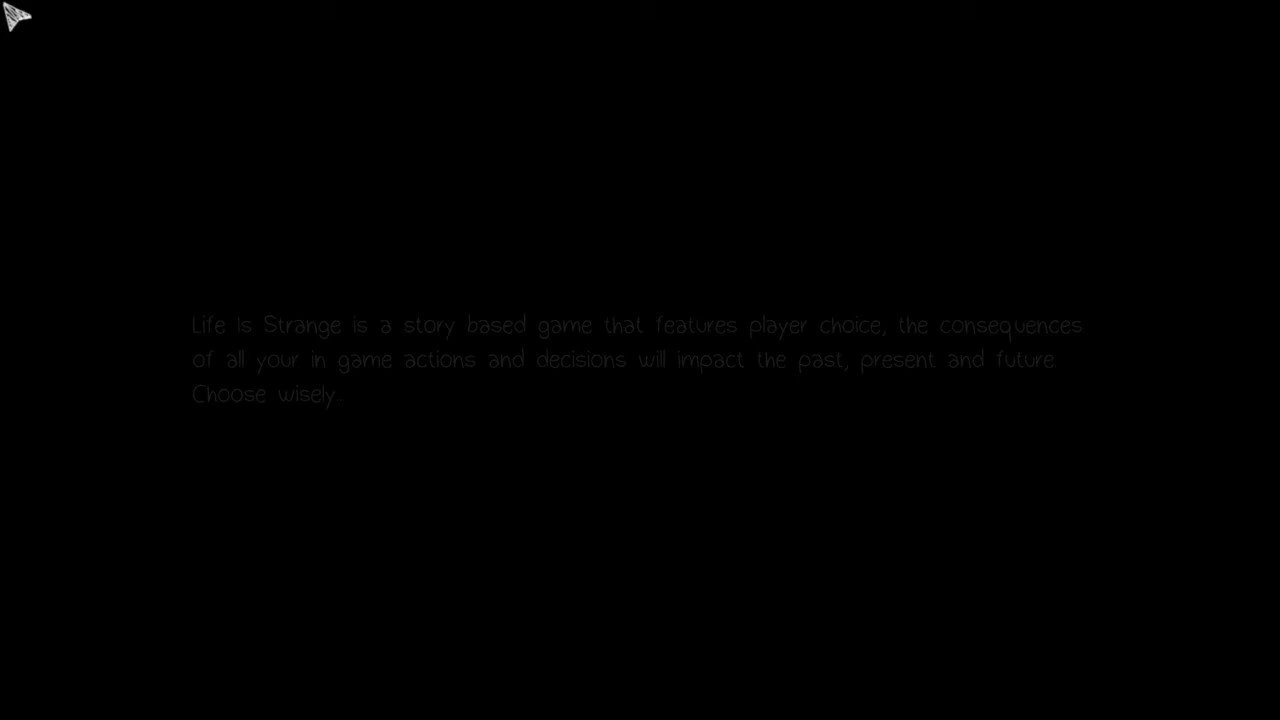 Life Is Strange is a story based game that features player choice, the consequences
of all your in game actions and decisions will impact the past, present and future.
Choose wisely...